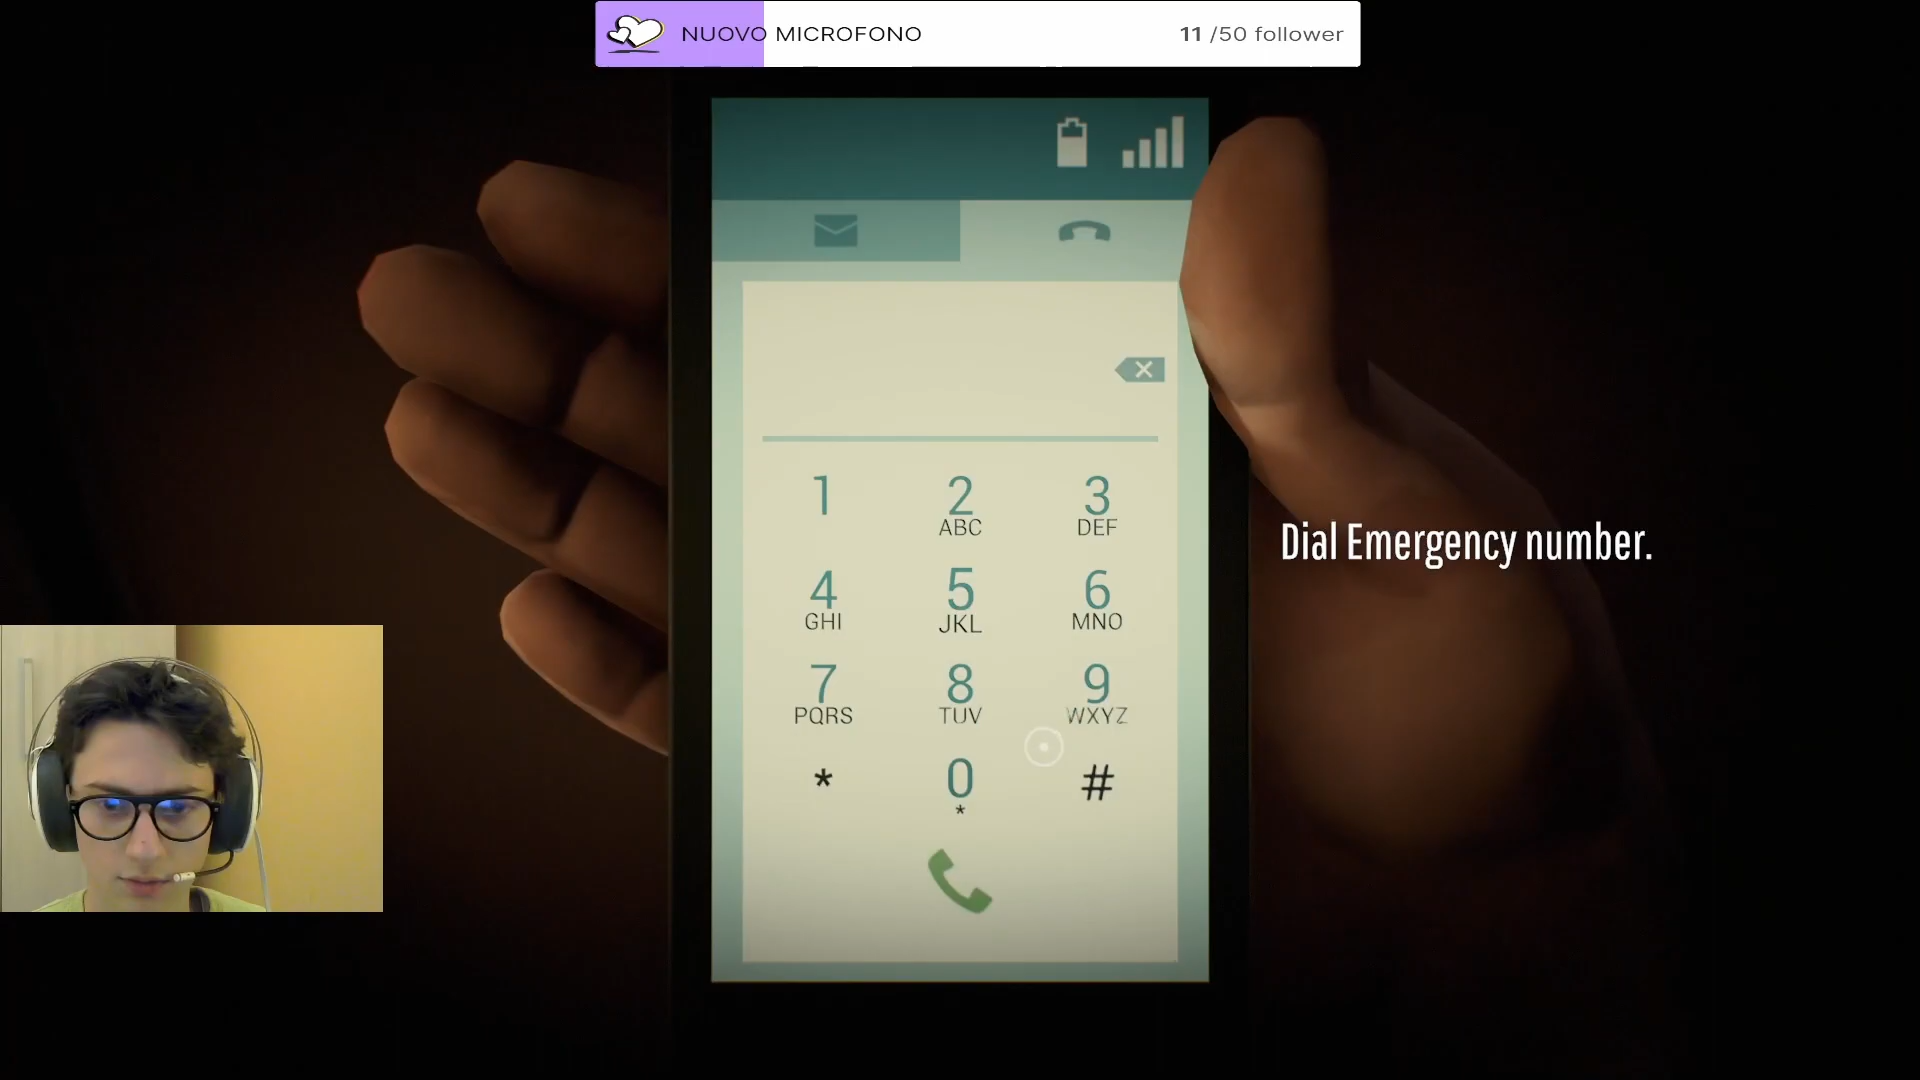 NUOVO MICROFONO
11 /50 follower
1
2
3
ABC
DEF
Dial Emergency number.
4
5
6
GHI
JKL
MNO
7
8
9
PQRS
TUV
WXYZ
*
0
#
*